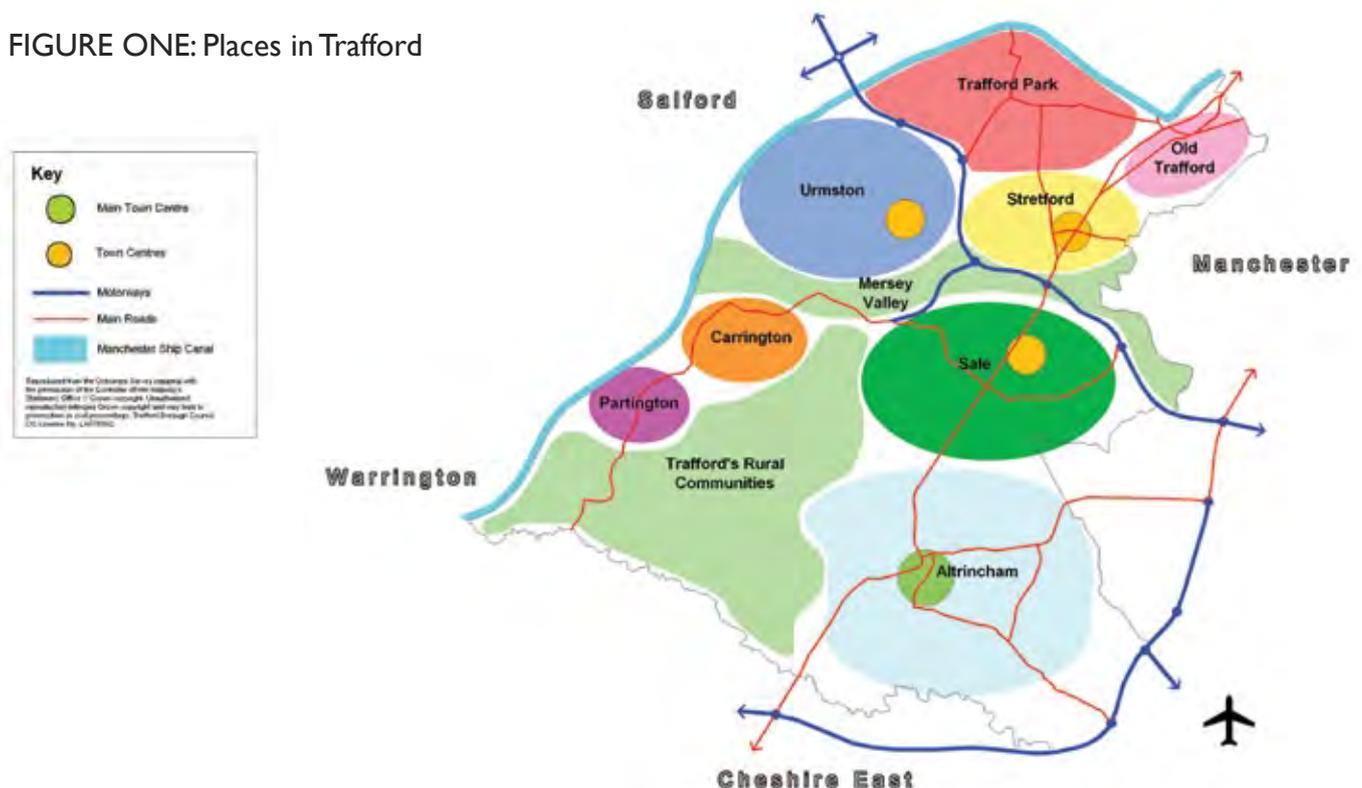 FIGURE ONE: Places in Trafford
Salford
Trafford Park
Old
Trafford
Urmston
Stretford
Manchester
Key
Main Town Centre
Town Centres
Motorways
Main Roads
Manchester Ship Canal
Mersey
Valley
Carrington
Sale
Partington
Trafford's Rural
Communities
Warrington
Altrincham
Cheshire East